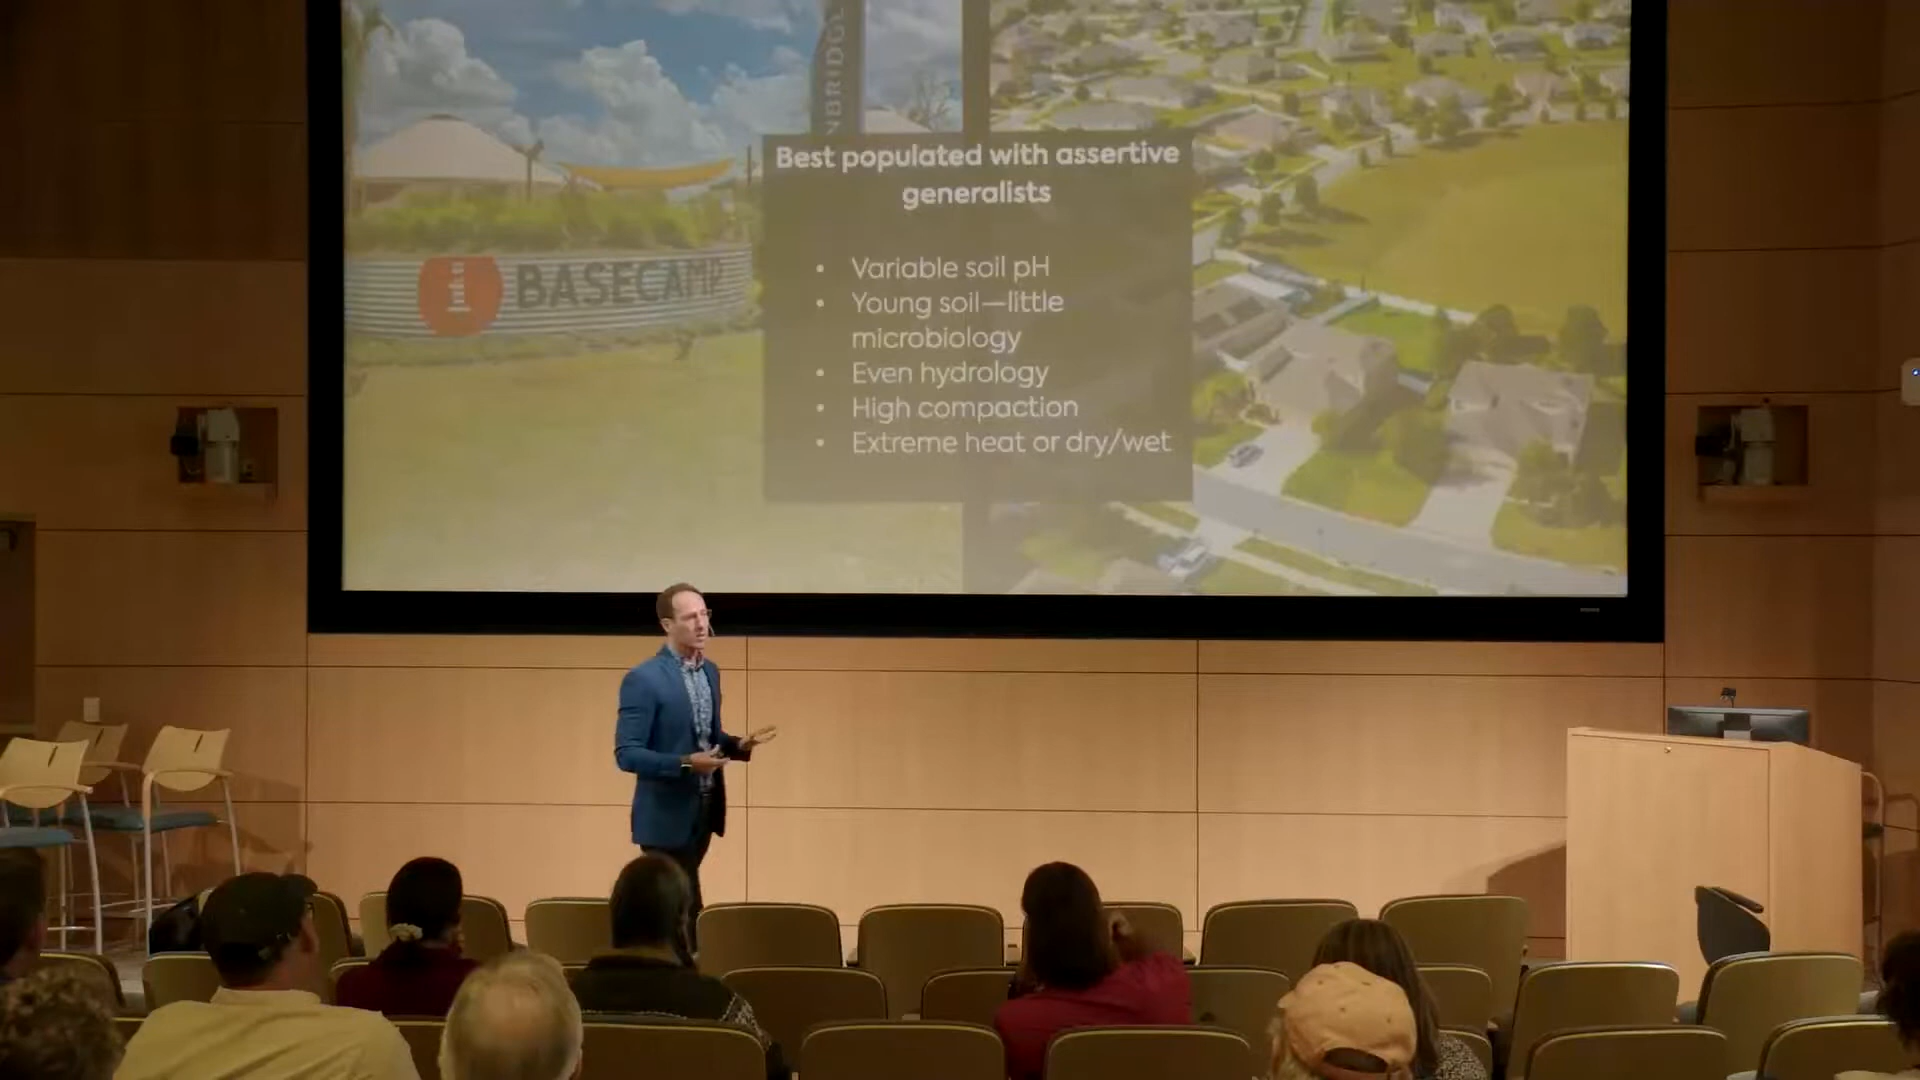 NBRIDGE
Best populated with assertive
generalists
i BASECAMP
• Variable soil pH
• Young soil—little
microbiology
• Even hydrology
• High compaction
• Extreme heat or dry/wet